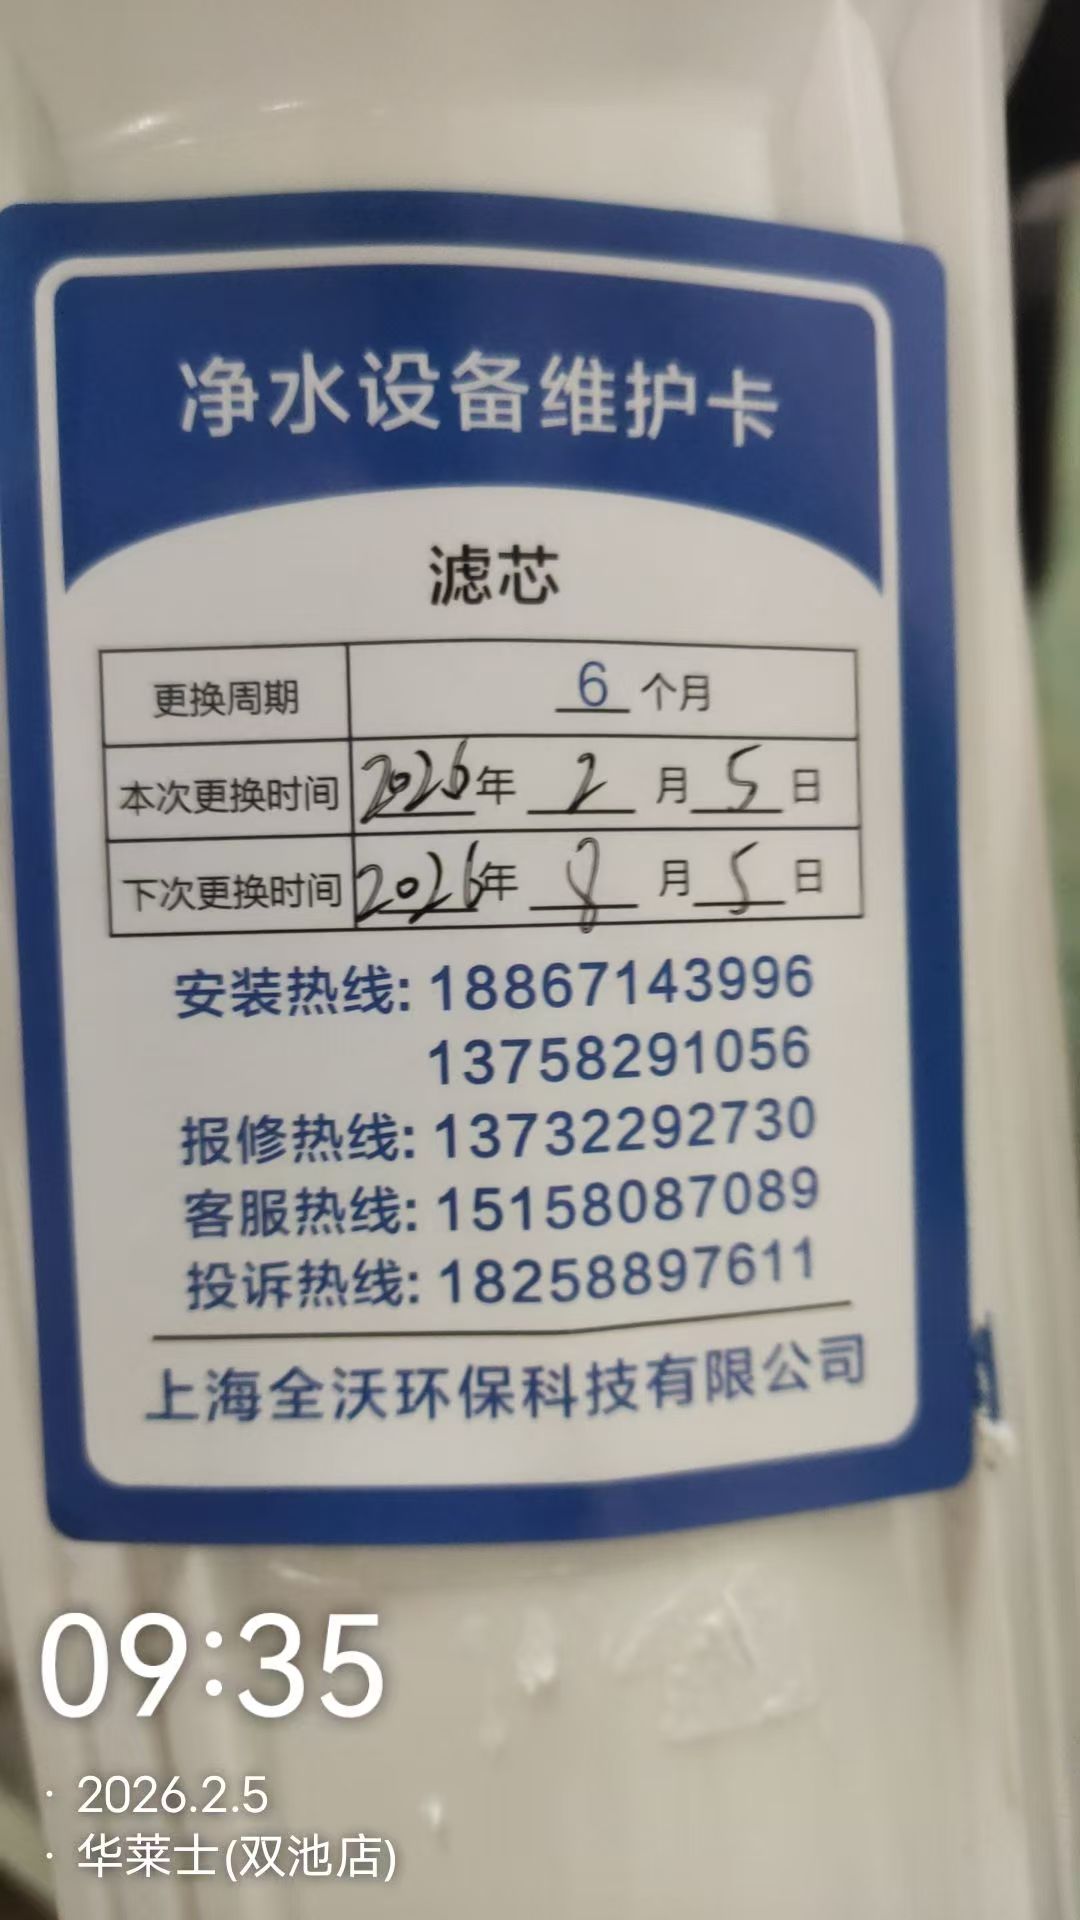 净水设备维护卡
滤芯
更换周期 6 个月
本次更换时间 2026年 2 月 5 日
下次更换时间 2026年 8 月 5 日
安装热线: 18867143996
13758291056
报修热线: 13732292730
客服热线: 15158087089
投诉热线: 18258897611
上海全沃环保科技有限公司
09:35
· 2026.2.5
· 华莱士(双池店)